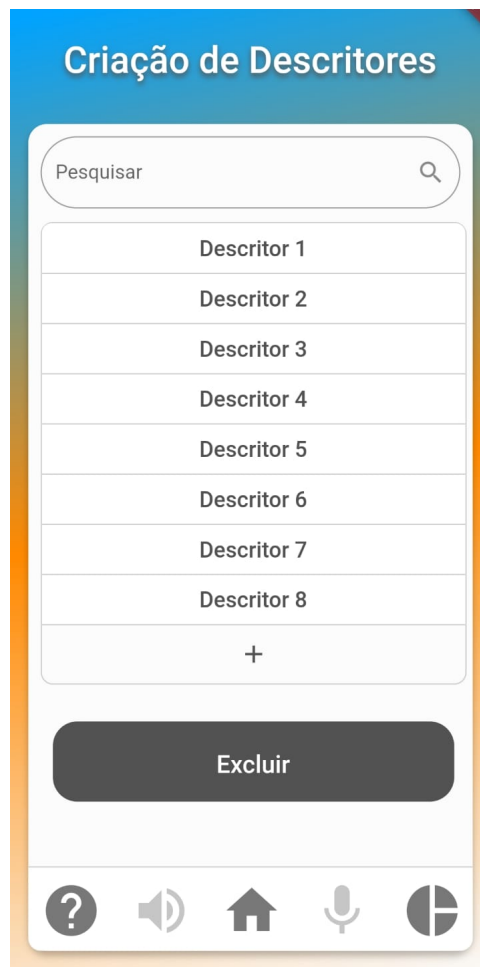 Criação de Descritores
Pesquisar
Descritor 1
Descritor 2
Descritor 3
Descritor 4
Descritor 5
Descritor 6
Descritor 7
Descritor 8
+
Excluir
?